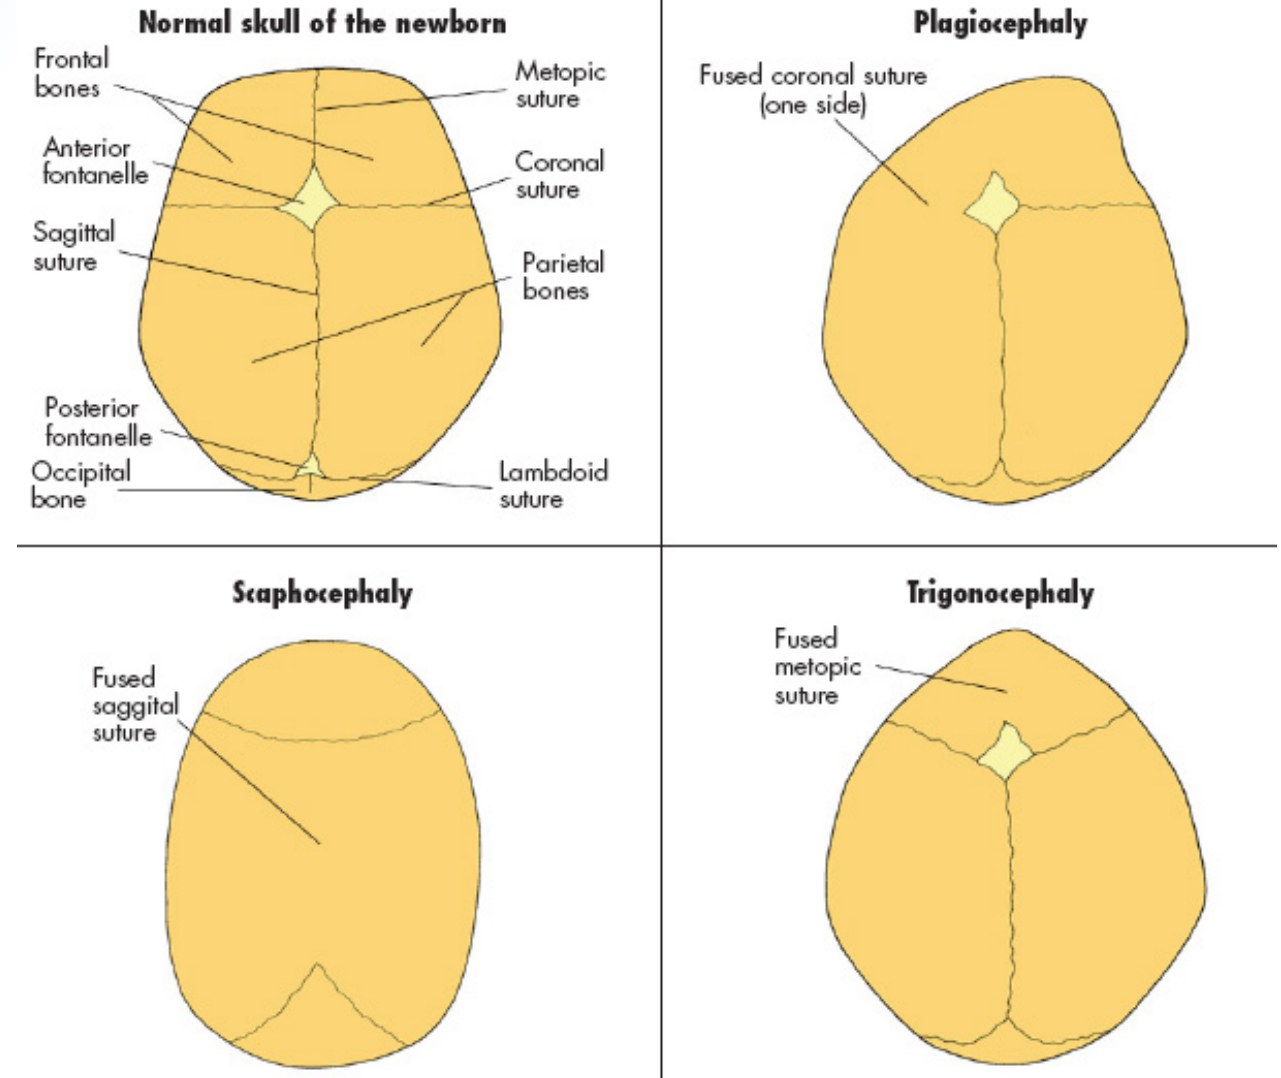 Normal skull of the newborn
Frontal
bones
Anterior
fontanelle
Sagittal
suture
Posterior
fontanelle
Occipital
bone
Metopic
suture
Coronal
suture
Parietal
bones
Lambdoid
suture
Plagiocephaly
Fused coronal suture
(one side)
Scaphocephaly
Fused
saggital
suture
Trigonocephaly
Fused
metopic
suture